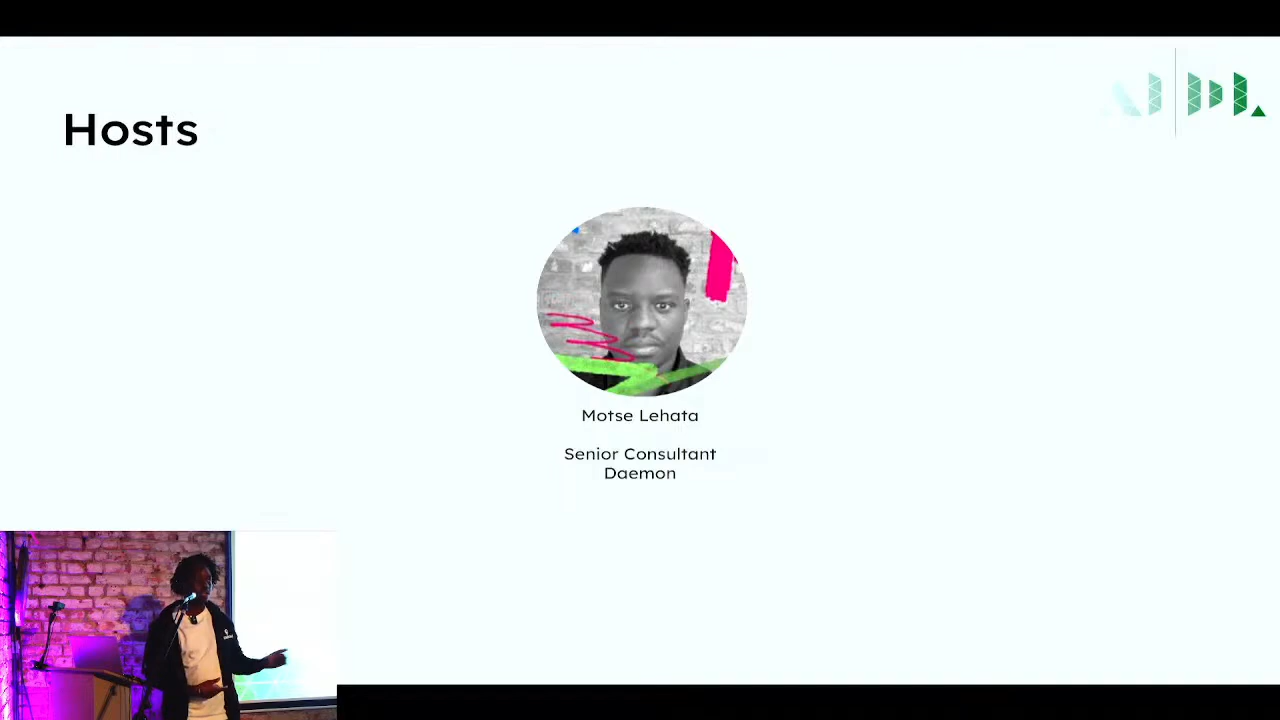 Hosts
Motse Lehata
Senior Consultant
Daemon